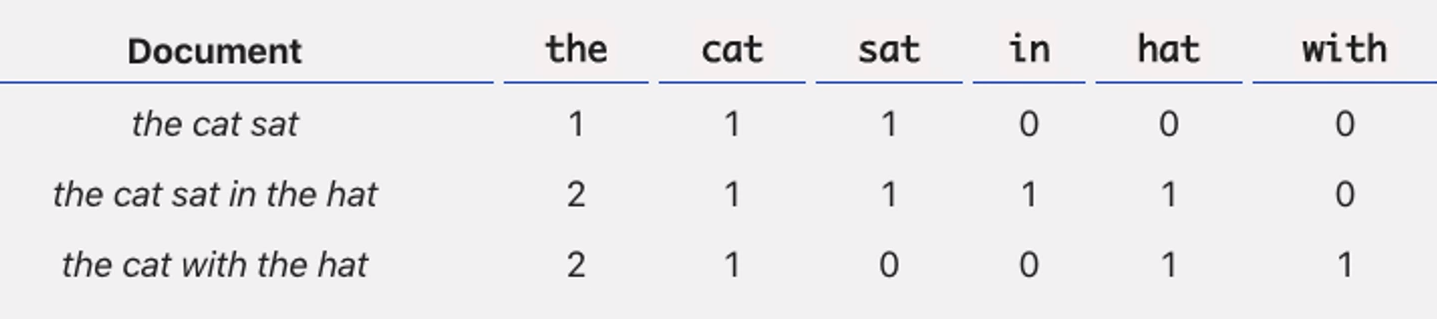 Document the cat sat in hat with
the cat sat 1 1 1 0 0 0
the cat sat in the hat 2 1 1 1 1 0
the cat with the hat 2 1 0 0 1 1